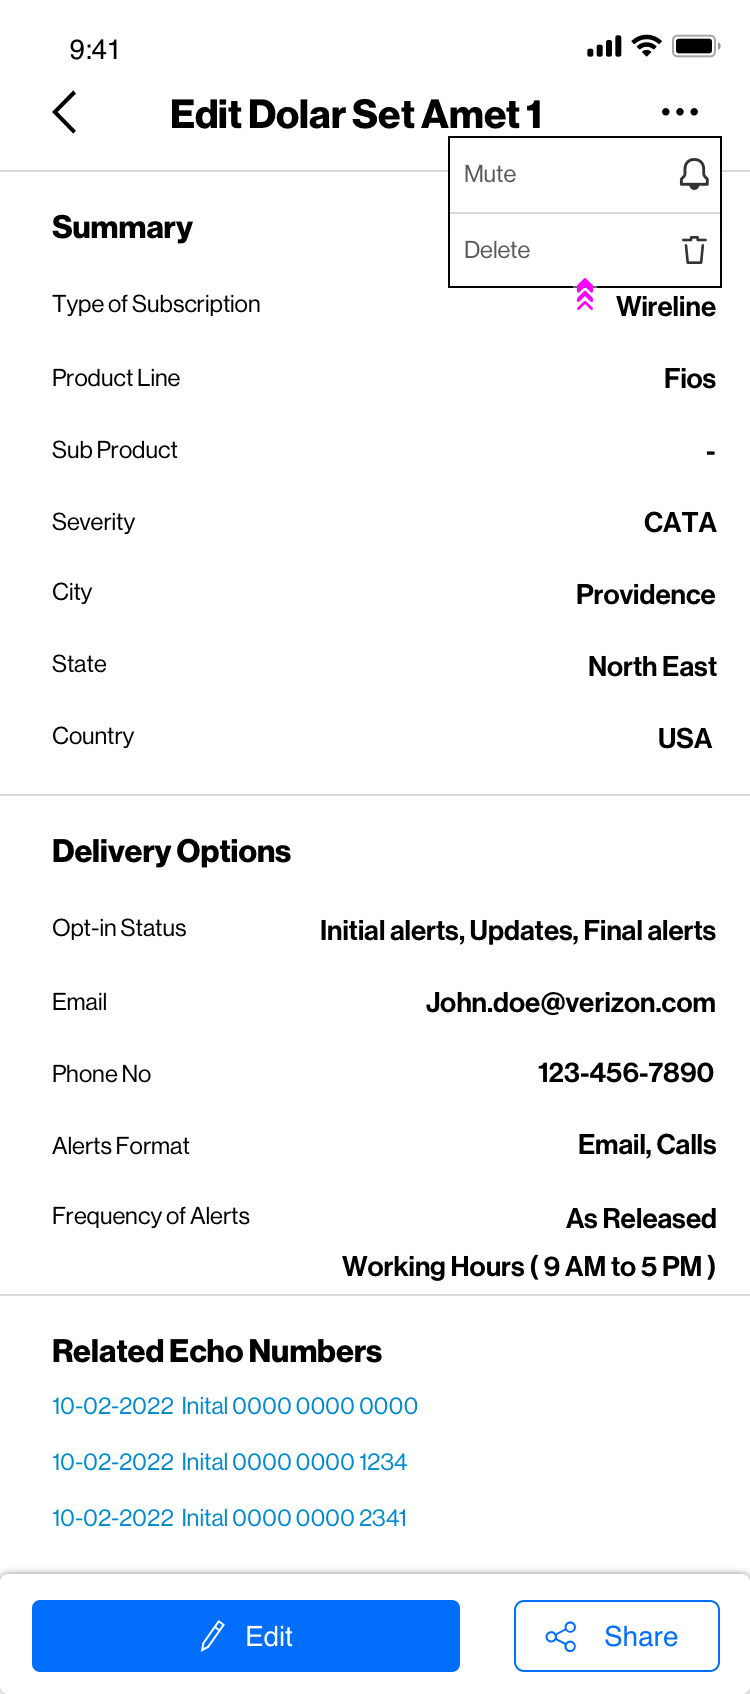 9:41
Edit Dolar Set Amet 1
Mute
Delete
Summary
Type of Subscription Wireline
Product Line Fios
Sub Product -
Severity CATA
City Providence
State North East
Country USA
Delivery Options
Opt-in Status Initial alerts, Updates, Final alerts
Email John.doe@verizon.com
Phone No 123-456-7890
Alerts Format Email, Calls
Frequency of Alerts As Released
Working Hours ( 9 AM to 5 PM )
Related Echo Numbers
10-02-2022 Inital 0000 0000 0000
10-02-2022 Inital 0000 0000 1234
10-02-2022 Inital 0000 0000 2341
Edit Share